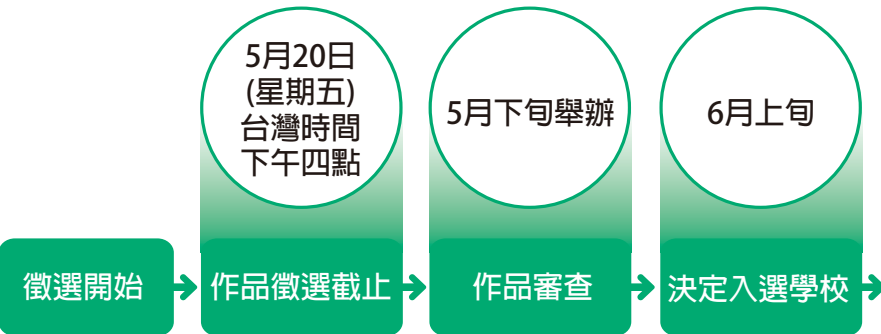 5月20日
(星期五)
台灣時間
下午四點
5月下旬舉辦
6月上旬
徵選開始
作品徵選截止
作品審查
決定入選學校